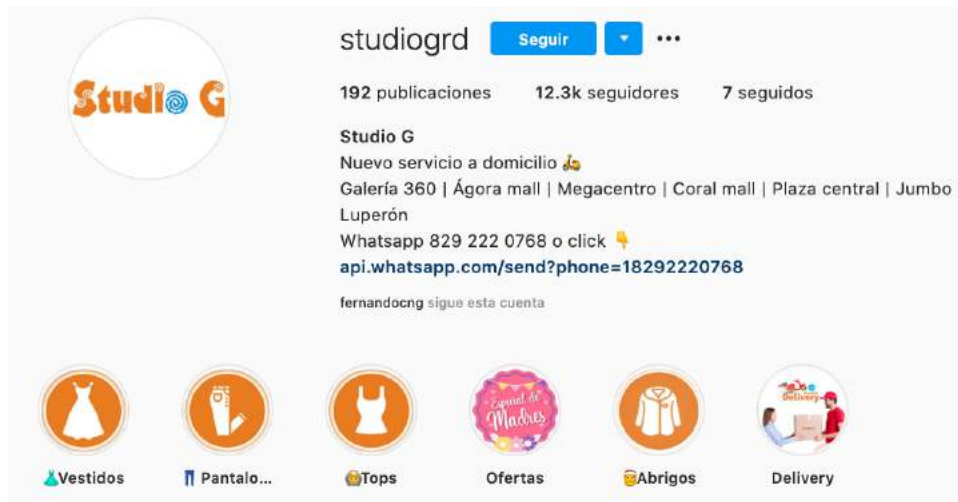 Studio G
studiogrd Seguir ...
192 publicaciones 12.3k seguidores 7 seguidos
Studio G
Nuevo servicio a domicilio 🛵
Galería 360 | Ágora mall | Megacentro | Coral mall | Plaza central | Jumbo
Luperón
Whatsapp 829 222 0768 o click 👇
api.whatsapp.com/send?phone=18292220768
fernandocng sigue esta cuenta
Especial de
Madres
Delivery
👗Vestidos 👖Pantalo... Tops Ofertas Abrigos Delivery